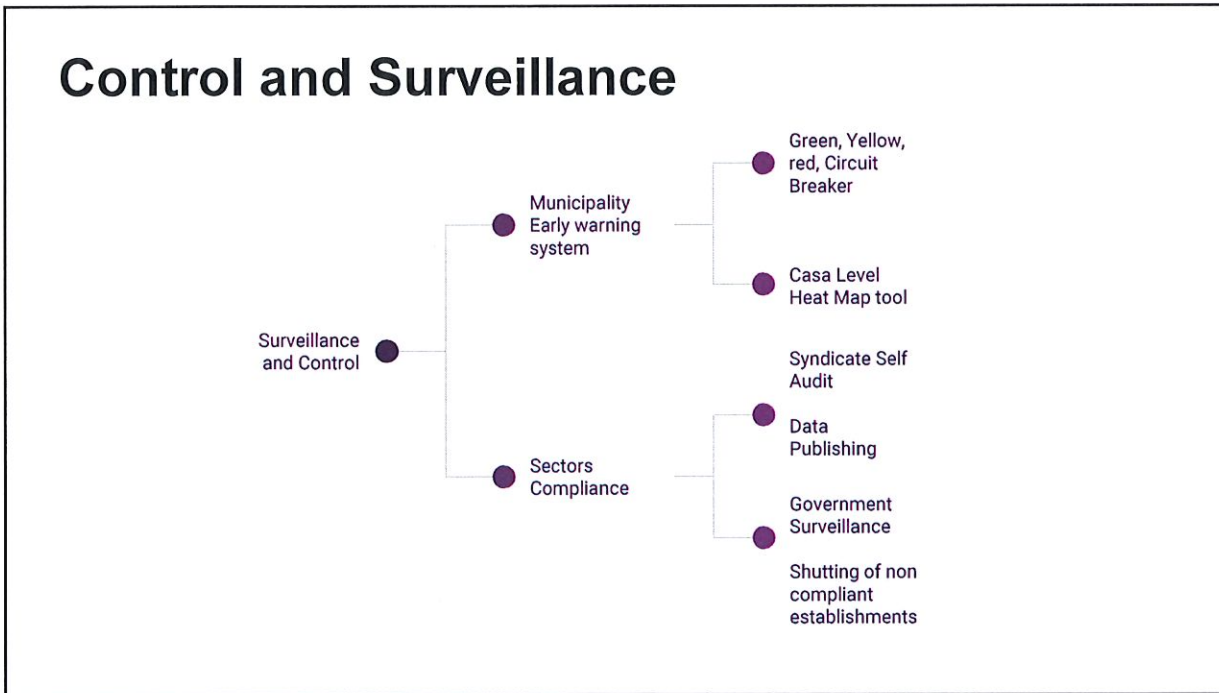 Control and Surveillance
Green, Yellow,
red, Circuit
Breaker
Municipality
Early warning
system
Casa Level
Heat Map tool
Surveillance
and Control
Syndicate Self
Audit
Data
Publishing
Sectors
Compliance
Government
Surveillance
Shutting of non
compliant
establishments